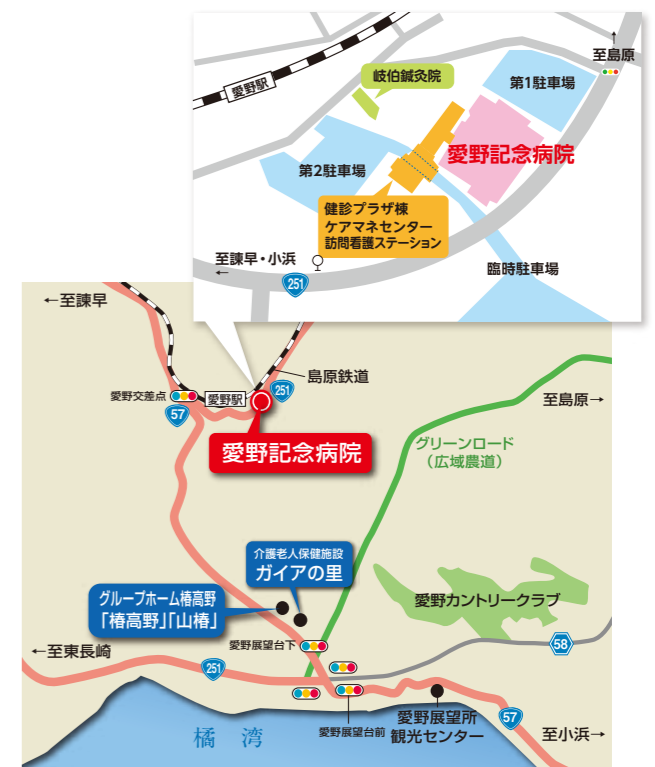 ↑
至島原
愛野駅
岐伯鍼灸院
第1駐車場
愛野記念病院
第2駐車場
健診プラザ棟
ケアマネセンター
訪問看護ステーション
至諫早・小浜
←
251
臨時駐車場
←至諫早
島原鉄道
愛野交差点
愛野駅
251
57
至島原→
愛野記念病院
グリーンロード
(広域農道)
介護老人保健施設
ガイアの里
グループホーム椿高野
「椿高野」「山椿」
愛野カントリークラブ
愛野展望台下
58
←至東長崎
251
愛野展望所
観光センター
57
愛野展望台前
橘湾
至小浜→